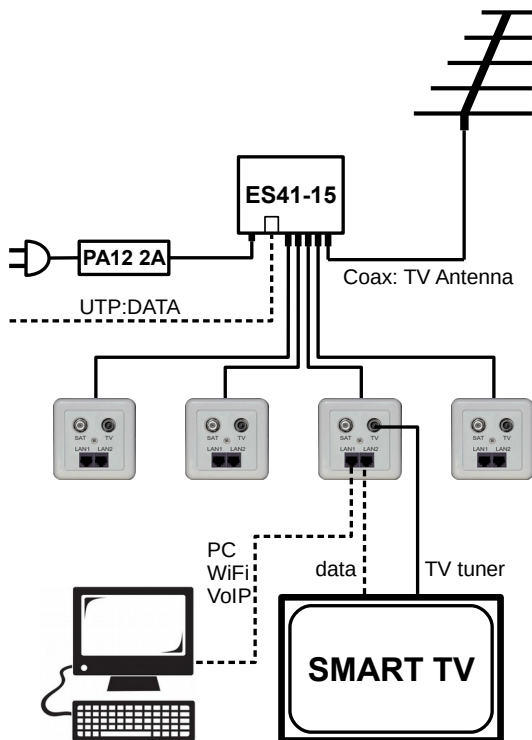 ES41-15
PA12 2A
Coax: TV Antenna
UTP:DATA
SAT TV
LAN1 LAN2
SAT TV
LAN1 LAN2
SAT TV
LAN1 LAN2
SAT TV
LAN1 LAN2
PC
WiFi
VoIP
data
TV tuner
SMART TV